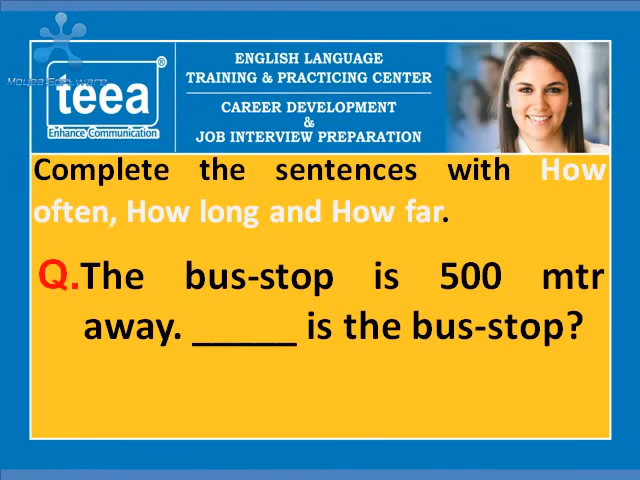 teea®
Enhance Communication
ENGLISH LANGUAGE
TRAINING & PRACTICING CENTER
CAREER DEVELOPMENT
&
JOB INTERVIEW PREPARATION
Complete the sentences with How
often, How long and How far.
Q.The bus-stop is 500 mtr
away. _____ is the bus-stop?